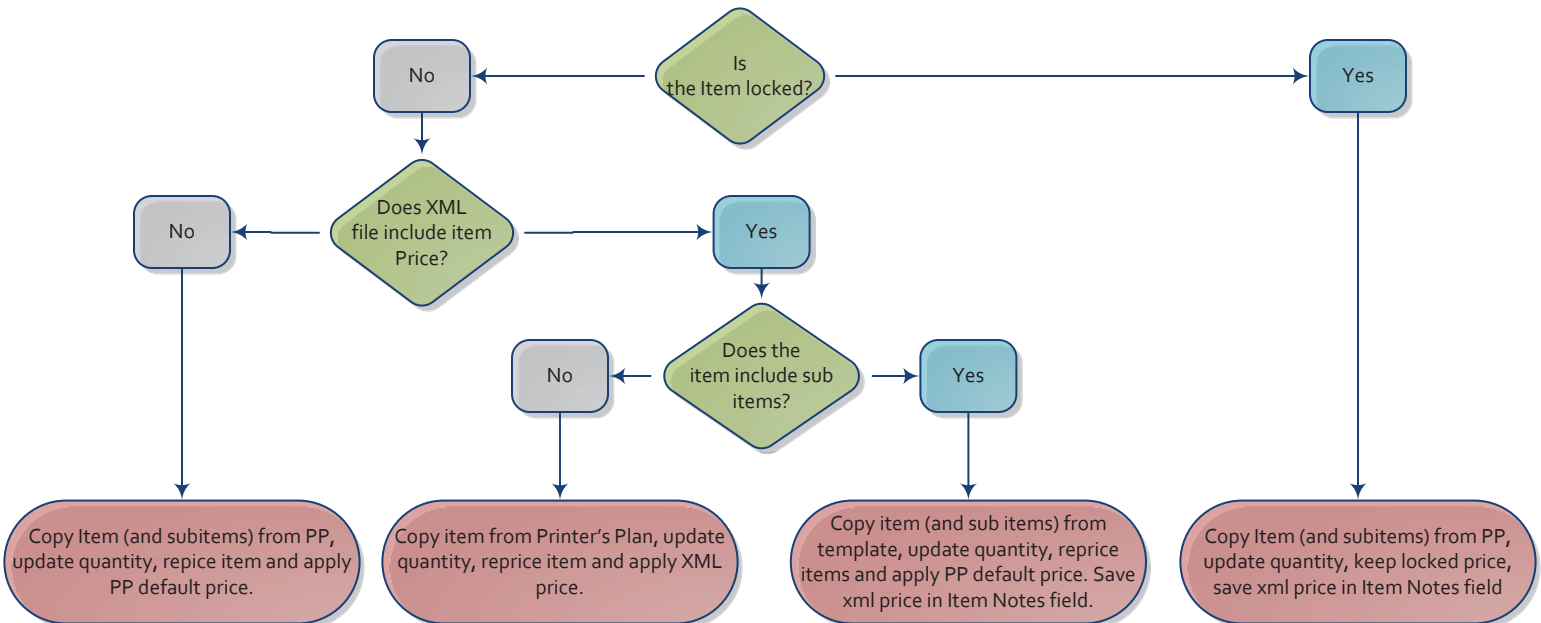 Is
the Item locked?
No
Yes
Does XML
file include item
Price?
No
Yes
Does the
item include sub
items?
No
Yes
Copy Item (and subitems) from PP,
update quantity, repice item and apply
PP default price.
Copy item from Printer’s Plan, update
quantity, reprice item and apply XML
price.
Copy item (and sub items) from
template, update quantity, reprice
items and apply PP default price. Save
xml price in Item Notes field.
Copy Item (and subitems) from PP,
update quantity, keep locked price,
save xml price in Item Notes field